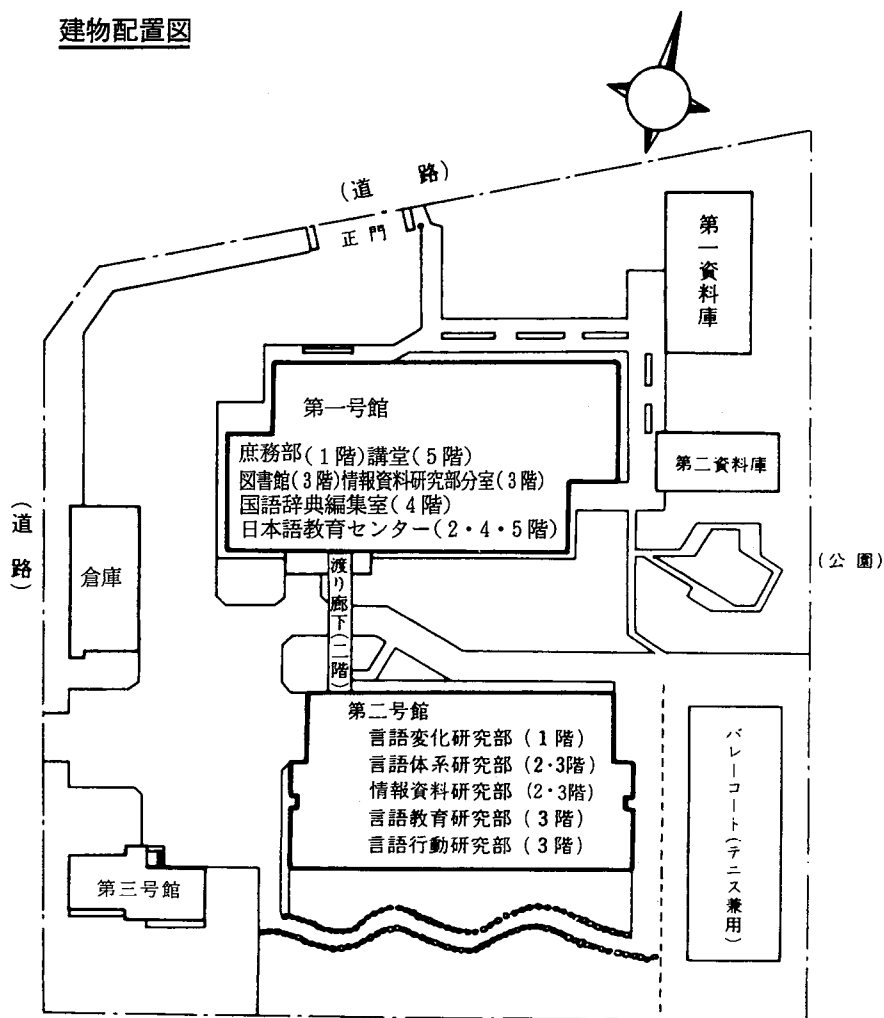 建物配置図
(道 路)
正門
第一資料庫
第一号館
庶務部(1階)講堂(5階)
図書館(3階)情報資料研究部分室(3階)
国語辞典編集室(4階)
日本語教育センター(2・4・5階)
第二資料庫
(道路)
倉庫
(公園)
渡り廊下(二階)
第二号館
言語変化研究部(1階)
言語体系研究部(2・3階)
情報資料研究部(2・3階)
言語教育研究部(3階)
言語行動研究部(3階)
バレーコート(テニス兼用)
第三号館